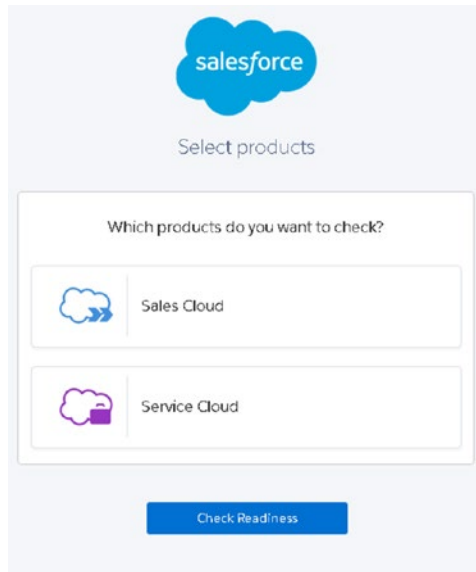 salesforce
Select products
Which products do you want to check?
Sales Cloud
Service Cloud
Check Readiness